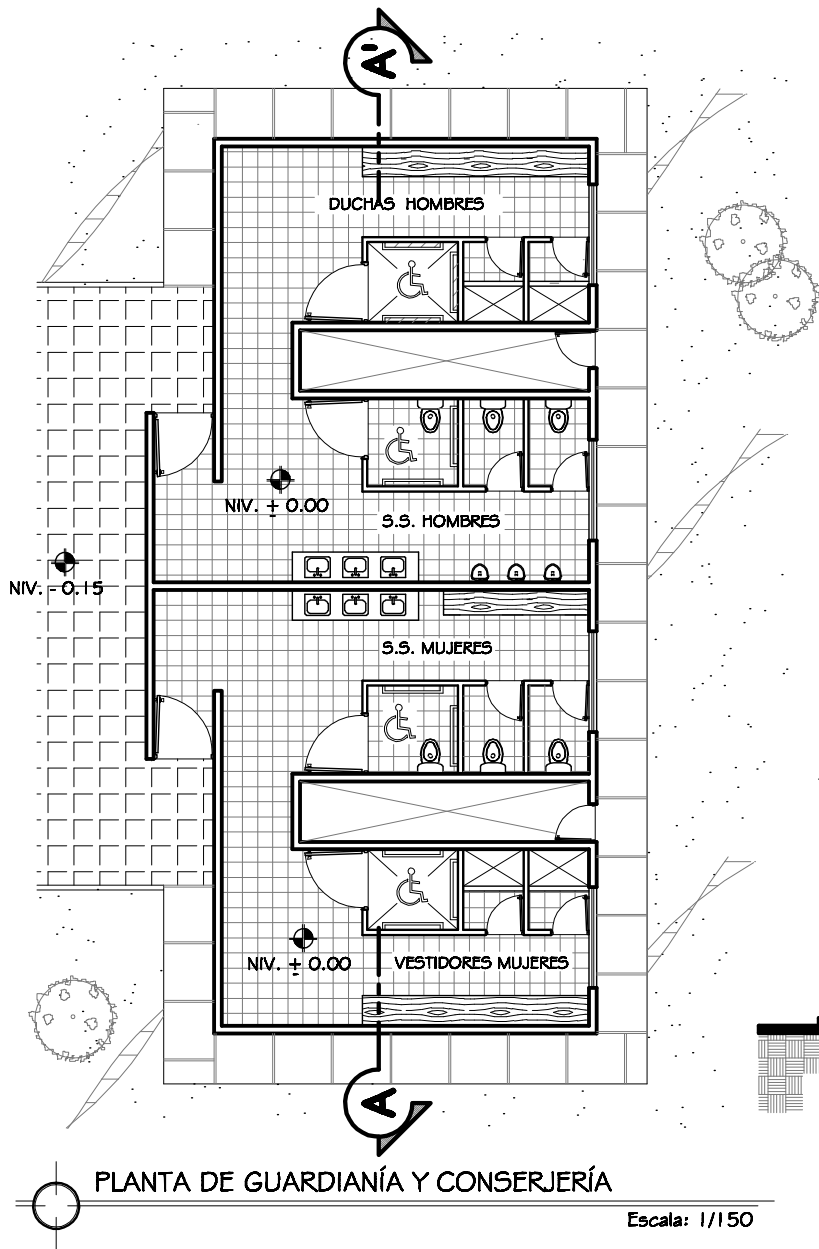 A'
DUCHAS HOMBRES
NIV. ± 0.00
S.S. HOMBRES
NIV. - 0.15
S.S. MUJERES
NIV. ± 0.00
VESTIDORES MUJERES
A
PLANTA DE GUARDIANÍA Y CONSERJERÍA
Escala: 1/150